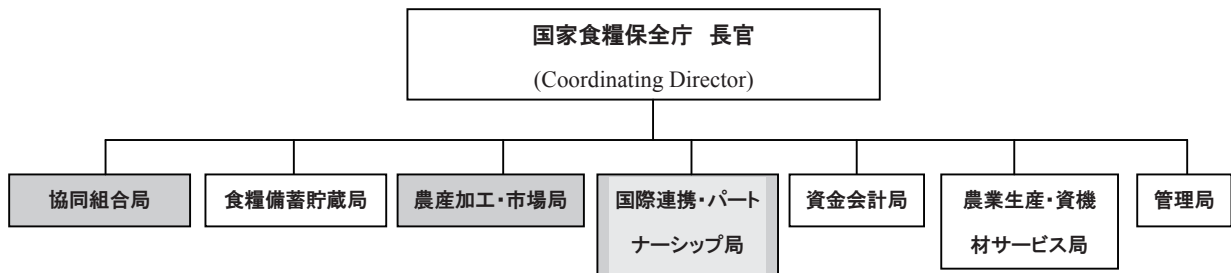 国家食糧保全庁 長官
(Coordinating Director)
協同組合局
食糧備蓄貯蔵局
農産加工・市場局
国際連携・パート
ナーシップ局
資金会計局
農業生産・資機
材サービス局
管理局